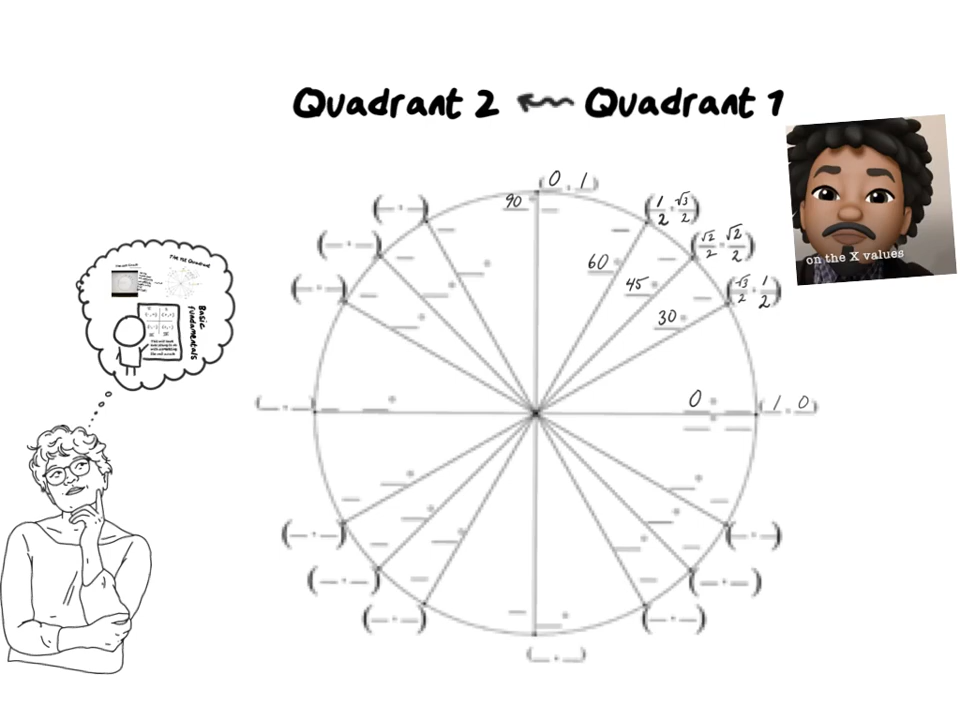 Quadrant 2 Quadrant 1
(0, 1)
90°
(1/2, √3/2)
(√2/2, √2/2)
(√3/2, 1/2)
60°
45°
30°
0°
(1, 0)
on the X values
Basic
fundamentals